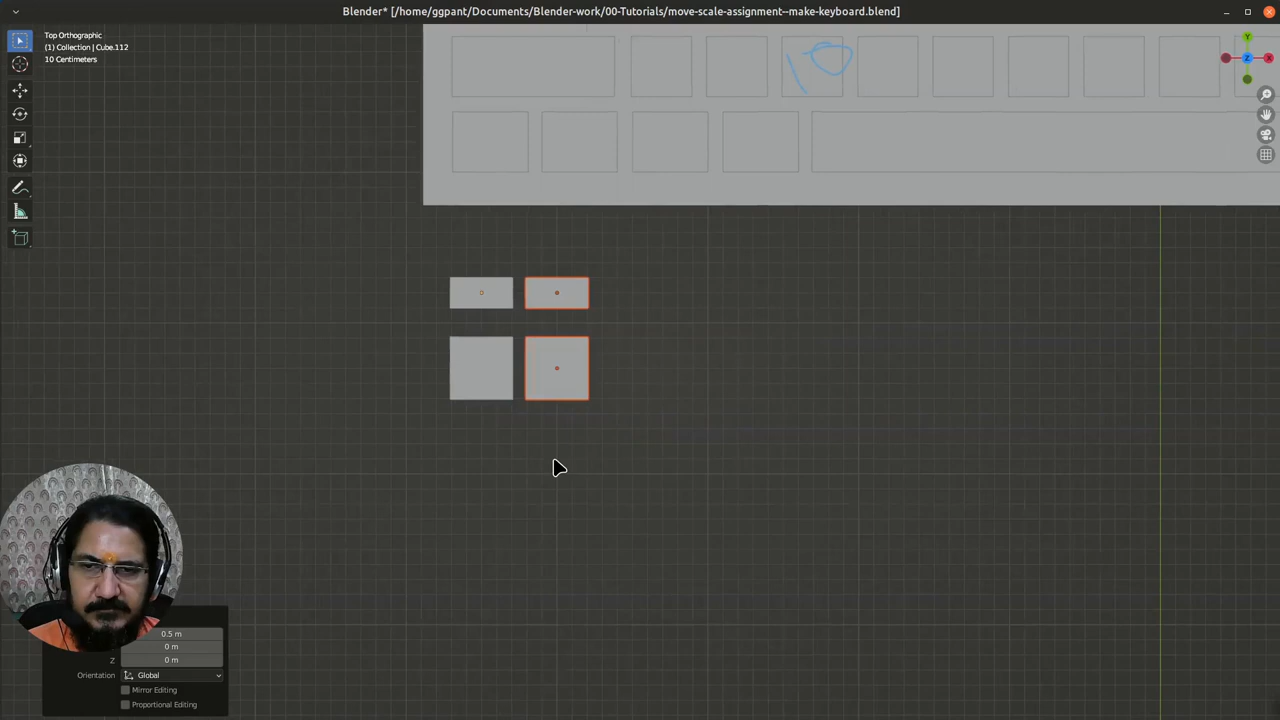 Blender* [/home/ggpant/Documents/Blender-work/00-Tutorials/move-scale-assignment--make-keyboard.blend]
Top Orthographic
(1) Collection | Cube.112
10 Centimeters
Y
Z
X
0.5 m
0 m
Z 0 m
Orientation Global
Mirror Editing
Proportional Editing